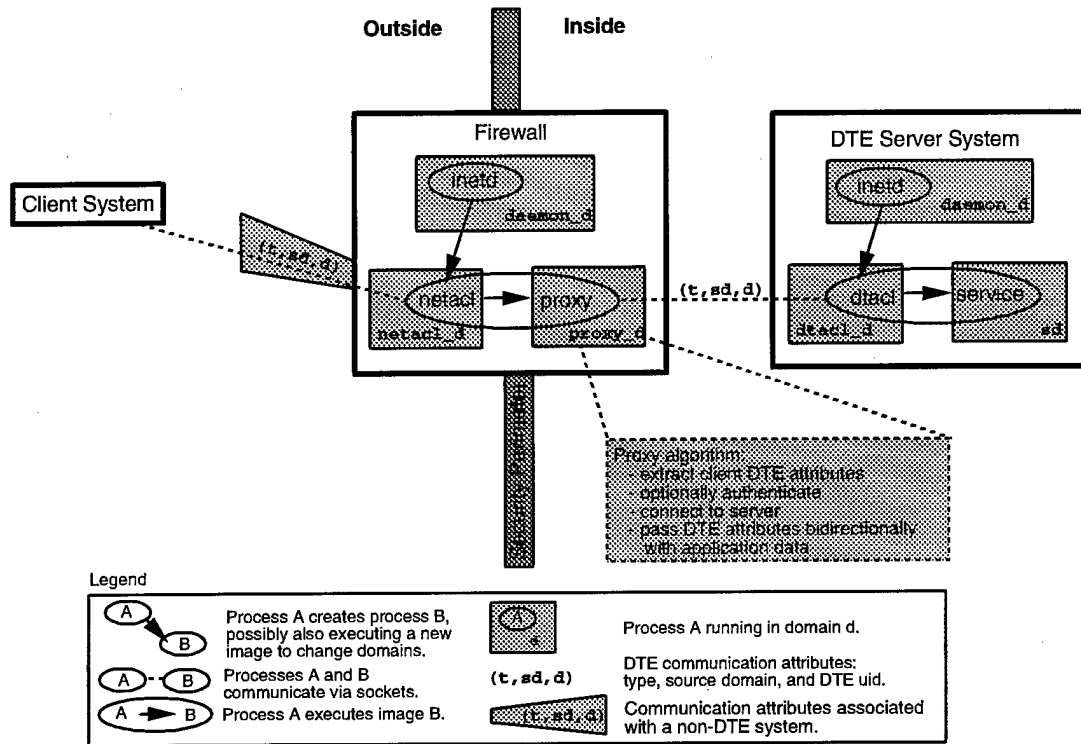 Outside
Inside
Firewall
DTE Server System
inetd
daemon_d
inetd
daemon_d
Client System
(t,sd,d)
netacl
proxy
netacl_d
proxy_d
(t,sd,d)
dtacl
service
dtacl_d
sd
Security Perimeter
Proxy algorithm:
- extract client DTE attributes
- optionally authenticate
- connect to server
- pass DTE attributes bidirectionally
with application data
Legend
A
B
Process A creates process B,
possibly also executing a new
image to change domains.
A
B
Processes A and B
communicate via sockets.
A
B
Process A executes image B.
A
d
Process A running in domain d.
(t,sd,d)
DTE communication attributes:
type, source domain, and DTE uid.
(t,sd,d)
Communication attributes associated
with a non-DTE system.